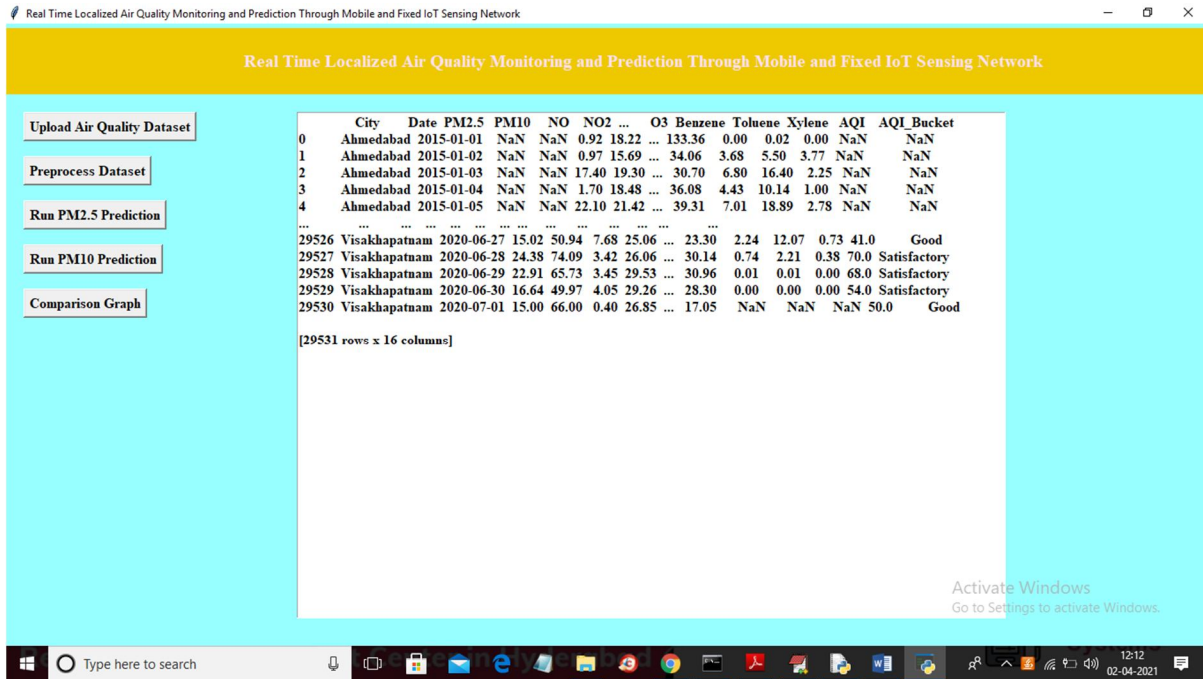 Real Time Localized Air Quality Monitoring and Prediction Through Mobile and Fixed IoT Sensing Network
Real Time Localized Air Quality Monitoring and Prediction Through Mobile and Fixed IoT Sensing Network
Upload Air Quality Dataset
Preprocess Dataset
Run PM2.5 Prediction
Run PM10 Prediction
Comparison Graph
City Date PM2.5 PM10 NO NO2 ... O3 Benzene Toluene Xylene AQI AQI_Bucket
0 Ahmedabad 2015-01-01 NaN NaN 0.92 18.22 ... 133.36 0.00 0.02 0.00 NaN NaN
1 Ahmedabad 2015-01-02 NaN NaN 0.97 15.69 ... 34.06 3.68 5.50 3.77 NaN NaN
2 Ahmedabad 2015-01-03 NaN NaN 17.40 19.30 ... 30.70 6.80 16.40 2.25 NaN NaN
3 Ahmedabad 2015-01-04 NaN NaN 1.70 18.48 ... 36.08 4.43 10.14 1.00 NaN NaN
4 Ahmedabad 2015-01-05 NaN NaN 22.10 21.42 ... 39.31 7.01 18.89 2.78 NaN NaN
... ... ... ... ... ... ... ... ... ... ... ... ...
29526 Visakhapatnam 2020-06-27 15.02 50.94 7.68 25.06 ... 23.30 2.24 12.07 0.73 41.0 Good
29527 Visakhapatnam 2020-06-28 24.38 74.09 3.42 26.06 ... 30.14 0.74 2.21 0.38 70.0 Satisfactory
29528 Visakhapatnam 2020-06-29 22.91 65.73 3.45 29.53 ... 30.96 0.01 0.01 0.00 68.0 Satisfactory
29529 Visakhapatnam 2020-06-30 16.64 49.97 4.05 29.26 ... 28.30 0.00 0.00 0.00 54.0 Satisfactory
29530 Visakhapatnam 2020-07-01 15.00 66.00 0.40 26.85 ... 17.05 NaN NaN NaN 50.0 Good
[29531 rows x 16 columns]
Activate Windows
Go to Settings to activate Windows.
Type here to search
12:12
02-04-2021